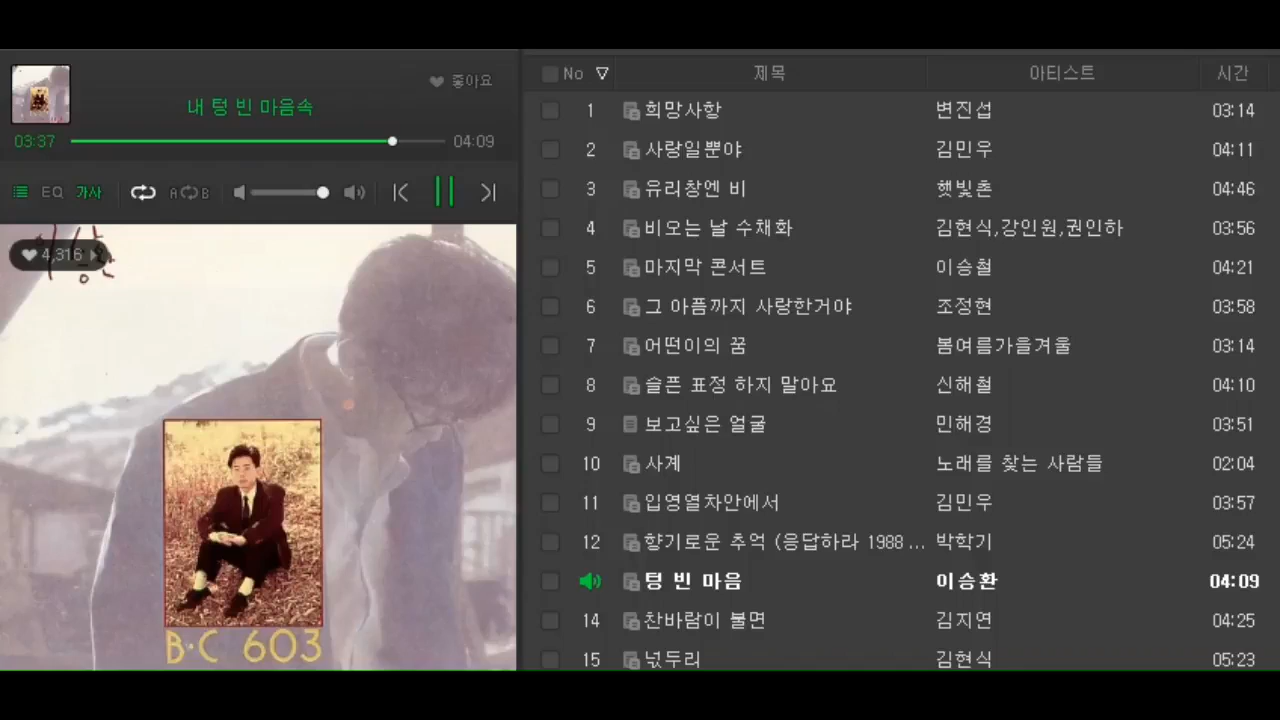 좋아요
내 텅 빈 마음속
03:37 04:09
EQ 가사 A B
4,316
B·C 603
No 제목 아티스트 시간
1 희망사항 변진섭 03:14
2 사랑일뿐야 김민우 04:11
3 유리창엔 비 햇빛촌 04:46
4 비오는 날 수채화 김현식,강인원,권인하 03:56
5 마지막 콘서트 이승철 04:21
6 그 아픔까지 사랑한거야 조정현 03:58
7 어떤이의 꿈 봄여름가을겨울 03:14
8 슬픈 표정 하지 말아요 신해철 04:10
9 보고싶은 얼굴 민해경 03:51
10 사계 노래를 찾는 사람들 02:04
11 입영열차안에서 김민우 03:57
12 향기로운 추억 (응답하라 1988 ... 박학기 05:24
텅 빈 마음 이승환 04:09
14 찬바람이 불면 김지연 04:25
15 넋두리 김현식 05:23